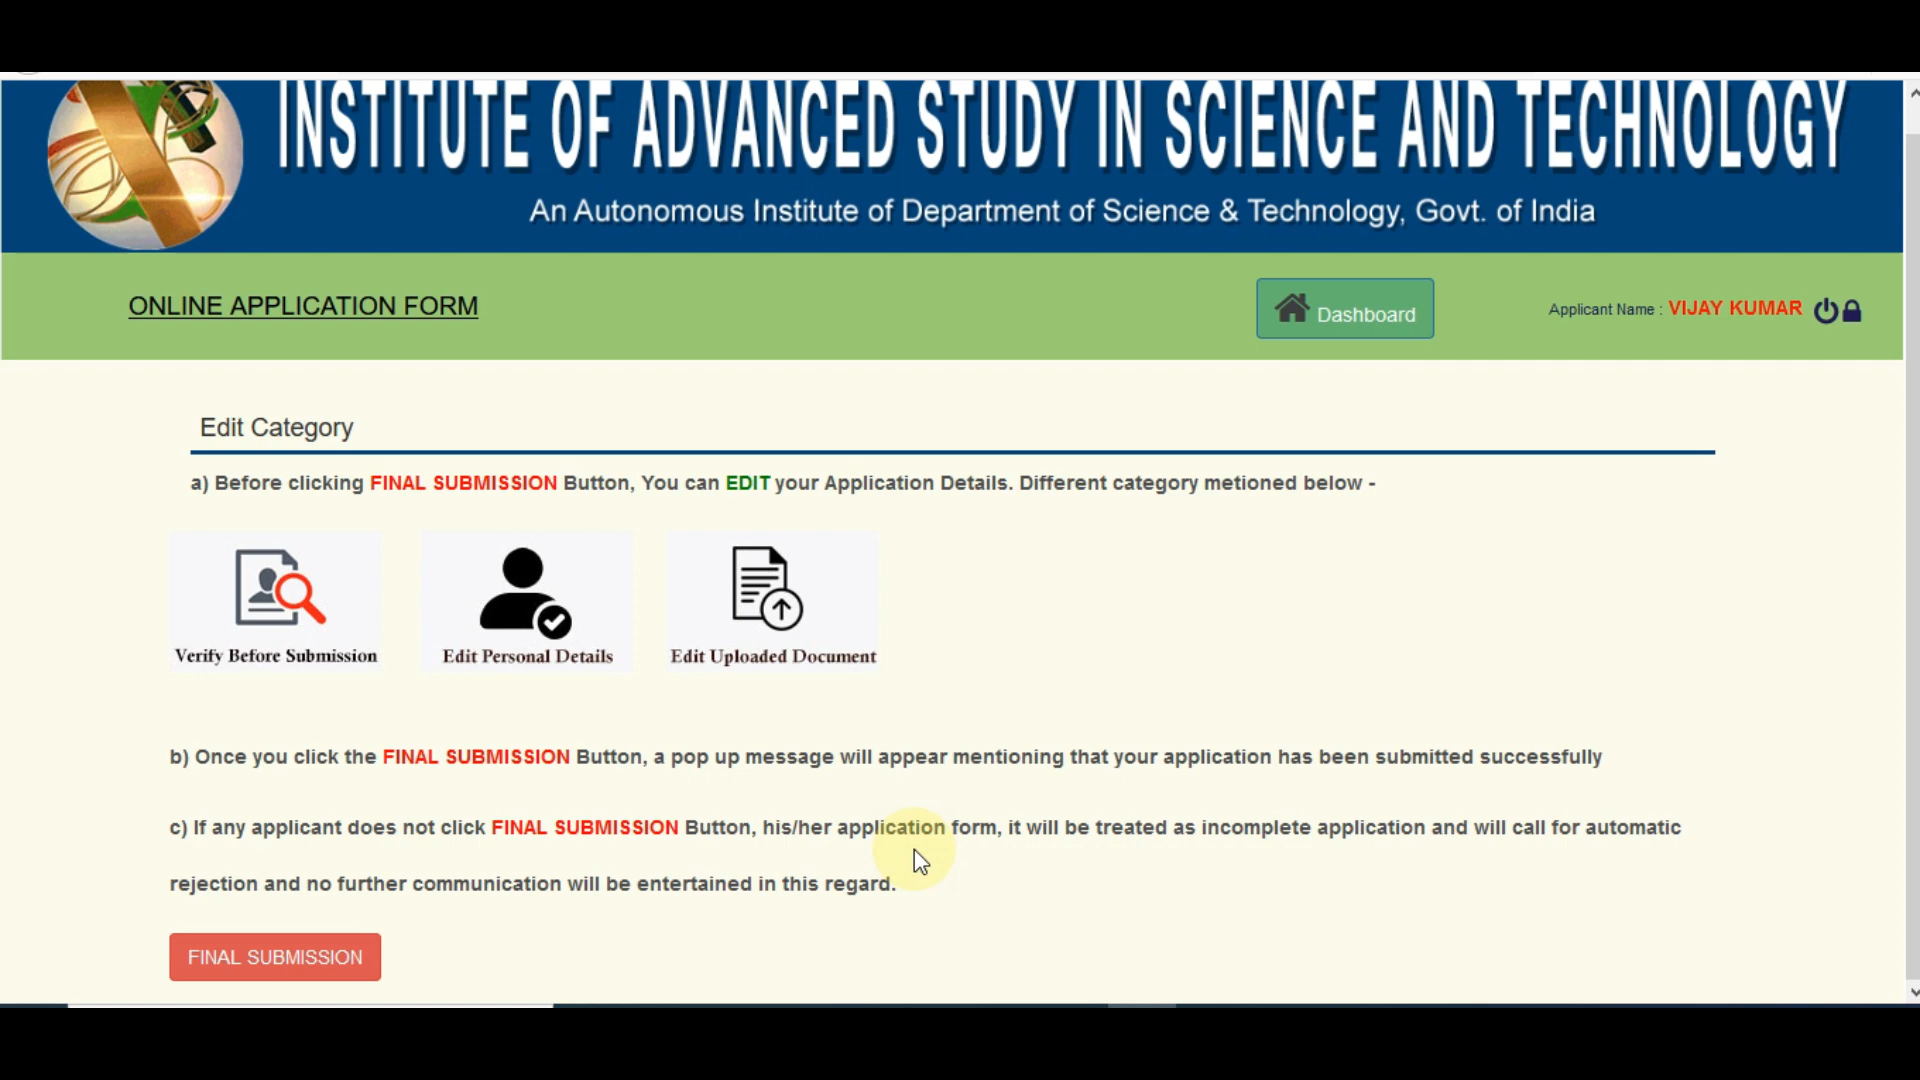 INSTITUTE OF ADVANCED STUDY IN SCIENCE AND TECHNOLOGY
An Autonomous Institute of Department of Science & Technology, Govt. of India
ONLINE APPLICATION FORM
Dashboard
Applicant Name : VIJAY KUMAR
Edit Category
a) Before clicking FINAL SUBMISSION Button, You can EDIT your Application Details. Different category metioned below -
Verify Before Submission
Edit Personal Details
Edit Uploaded Document
b) Once you click the FINAL SUBMISSION Button, a pop up message will appear mentioning that your application has been submitted successfully
c) If any applicant does not click FINAL SUBMISSION Button, his/her application form, it will be treated as incomplete application and will call for automatic
rejection and no further communication will be entertained in this regard.
FINAL SUBMISSION